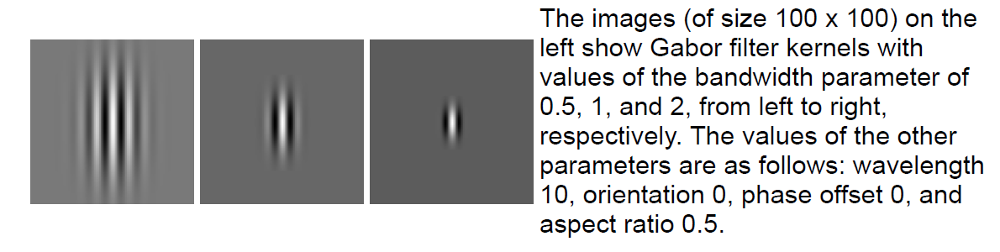 The images (of size 100 x 100) on the
left show Gabor filter kernels with
values of the bandwidth parameter of
0.5, 1, and 2, from left to right,
respectively. The values of the other
parameters are as follows: wavelength
10, orientation 0, phase offset 0, and
aspect ratio 0.5.